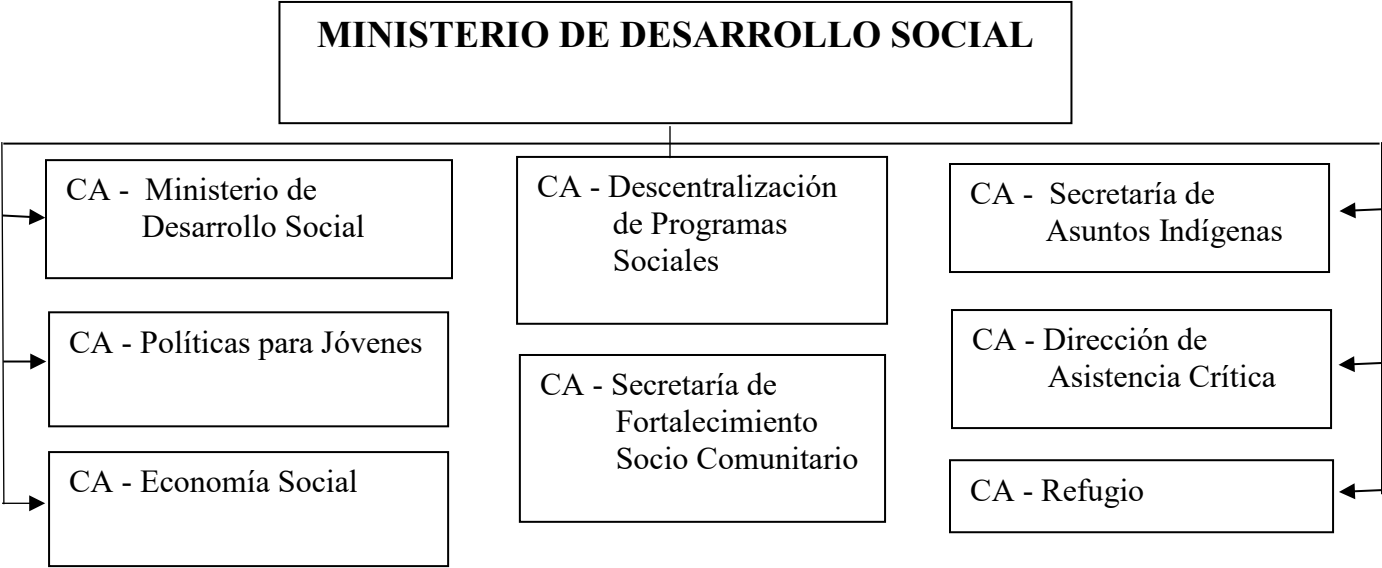 MINISTERIO DE DESARROLLO SOCIAL
CA - Ministerio de
Desarrollo Social
CA - Políticas para Jóvenes
CA - Economía Social
CA - Descentralización
de Programas
Sociales
CA - Secretaría de
Fortalecimiento
Socio Comunitario
CA - Secretaría de
Asuntos Indígenas
CA - Dirección de
Asistencia Crítica
CA - Refugio